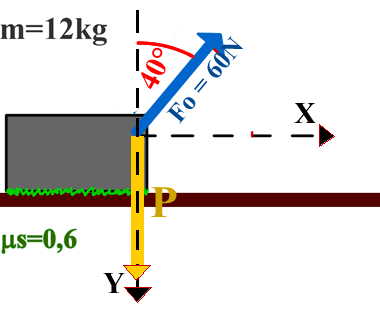 m=12kg
40°
Fo = 60N
X
P
μs=0,6
Y